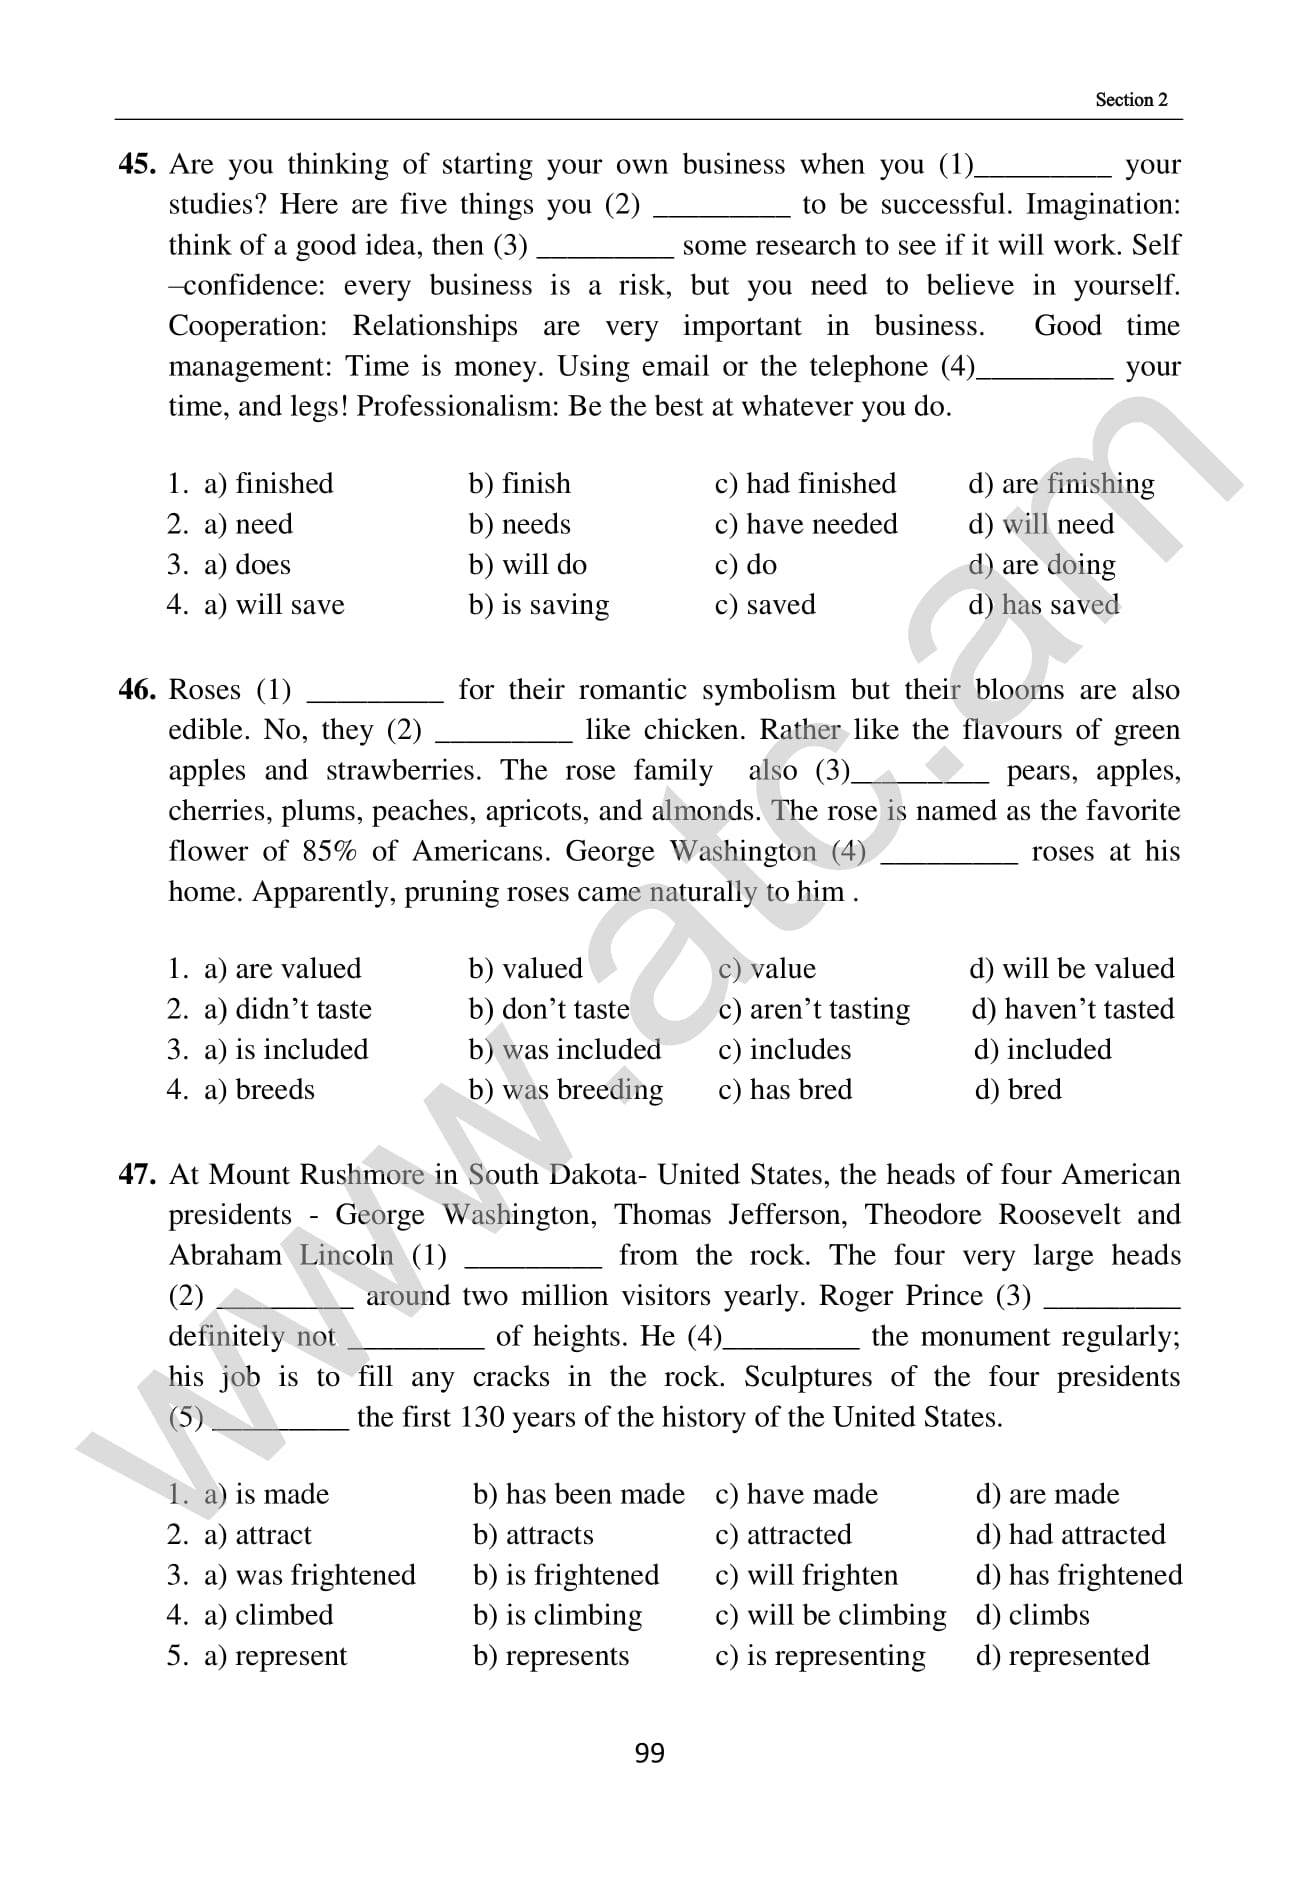 Section 2
45. Are you thinking of starting your own business when you (1)_________ your
studies? Here are five things you (2) _________ to be successful. Imagination:
think of a good idea, then (3) _________ some research to see if it will work. Self
–confidence: every business is a risk, but you need to believe in yourself.
Cooperation: Relationships are very important in business. Good time
management: Time is money. Using email or the telephone (4)_________ your
time, and legs! Professionalism: Be the best at whatever you do.
1. a) finished b) finish c) had finished d) are finishing
2. a) need b) needs c) have needed d) will need
3. a) does b) will do c) do d) are doing
4. a) will save b) is saving c) saved d) has saved
46. Roses (1) _________ for their romantic symbolism but their blooms are also
edible. No, they (2) _________ like chicken. Rather like the flavours of green
apples and strawberries. The rose family also (3)_________ pears, apples,
cherries, plums, peaches, apricots, and almonds. The rose is named as the favorite
flower of 85% of Americans. George Washington (4) _________ roses at his
home. Apparently, pruning roses came naturally to him .
1. a) are valued b) valued c) value d) will be valued
2. a) didn’t taste b) don’t taste c) aren’t tasting d) haven’t tasted
3. a) is included b) was included c) includes d) included
4. a) breeds b) was breeding c) has bred d) bred
47. At Mount Rushmore in South Dakota- United States, the heads of four American
presidents - George Washington, Thomas Jefferson, Theodore Roosevelt and
Abraham Lincoln (1) _________ from the rock. The four very large heads
(2) _________ around two million visitors yearly. Roger Prince (3) _________
definitely not _________ of heights. He (4)_________ the monument regularly;
his job is to fill any cracks in the rock. Sculptures of the four presidents
(5) _________ the first 130 years of the history of the United States.
1. a) is made b) has been made c) have made d) are made
2. a) attract b) attracts c) attracted d) had attracted
3. a) was frightened b) is frightened c) will frighten d) has frightened
4. a) climbed b) is climbing c) will be climbing d) climbs
5. a) represent b) represents c) is representing d) represented
99
www.atc.am